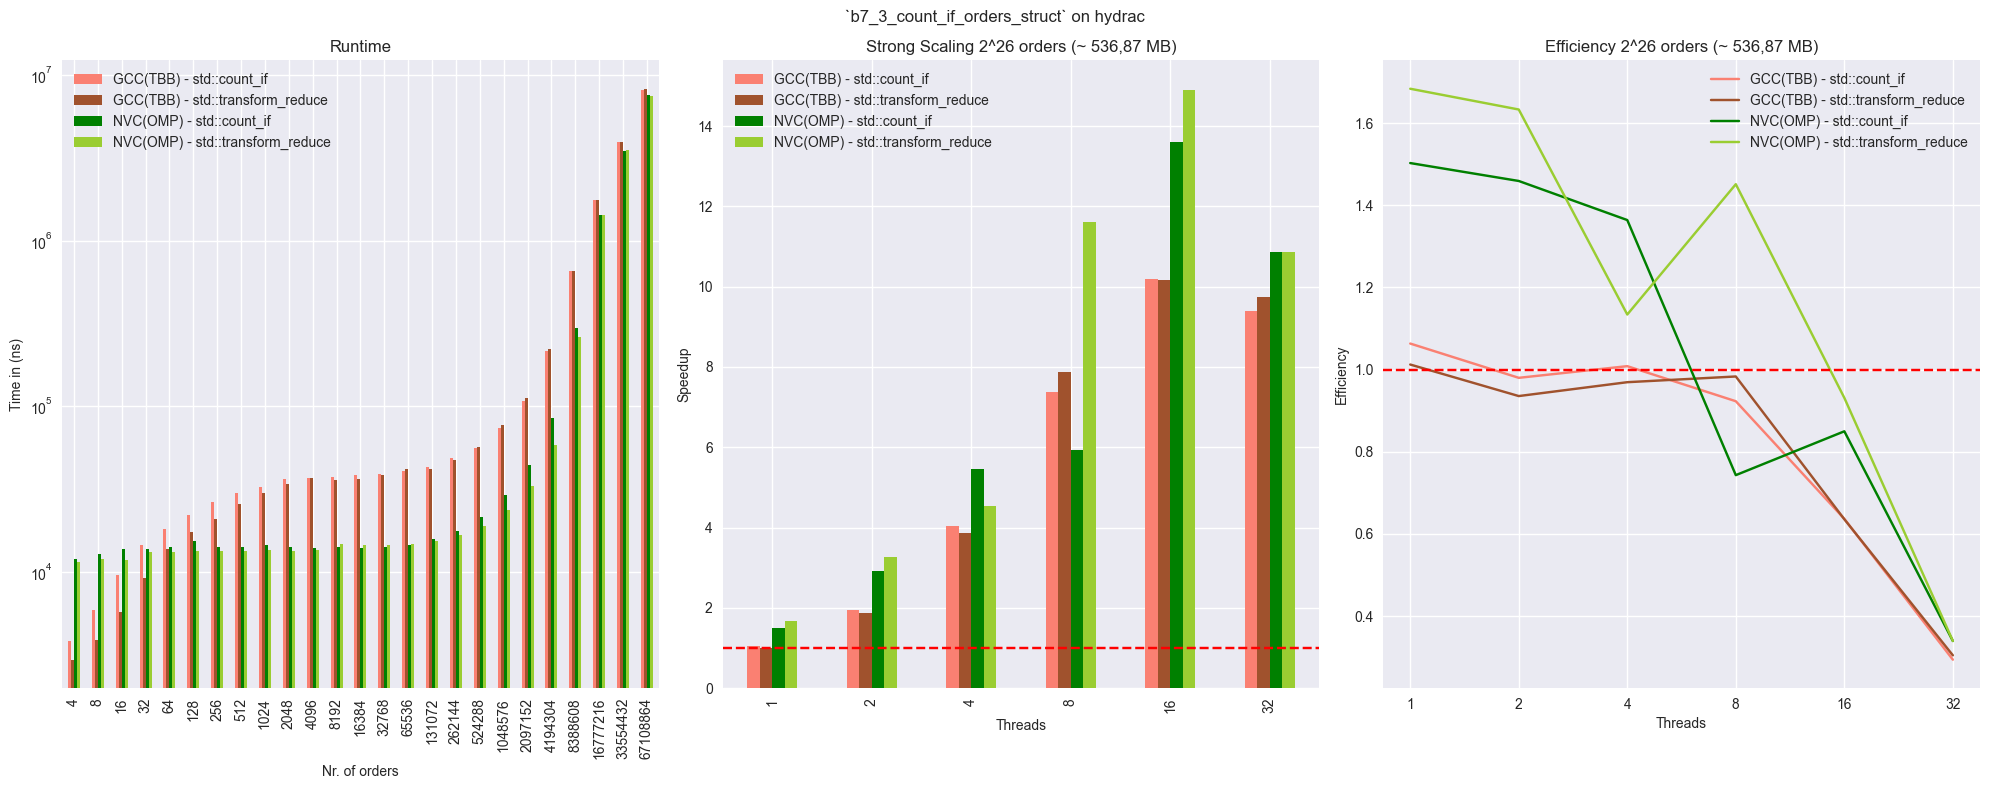 `b7_3_count_if_orders_struct` on hydrac
Runtime
GCC(TBB) - std::count_if
GCC(TBB) - std::transform_reduce
NVC(OMP) - std::count_if
NVC(OMP) - std::transform_reduce
Time in (ns)
10^7
10^6
10^5
10^4
4 8 16 32 64 128 256 512 1024 2048 4096 8192 16384 32768 65536 131072 262144 524288 1048576 2097152 4194304 8388608 16777216 33554432 67108864
Nr. of orders
Strong Scaling 2^26 orders (~ 536,87 MB)
GCC(TBB) - std::count_if
GCC(TBB) - std::transform_reduce
NVC(OMP) - std::count_if
NVC(OMP) - std::transform_reduce
Speedup
14
12
10
8
6
4
2
0
1 2 4 8 16 32
Threads
Efficiency 2^26 orders (~ 536,87 MB)
GCC(TBB) - std::count_if
GCC(TBB) - std::transform_reduce
NVC(OMP) - std::count_if
NVC(OMP) - std::transform_reduce
Efficiency
1.6
1.4
1.2
1.0
0.8
0.6
0.4
1 2 4 8 16 32
Threads